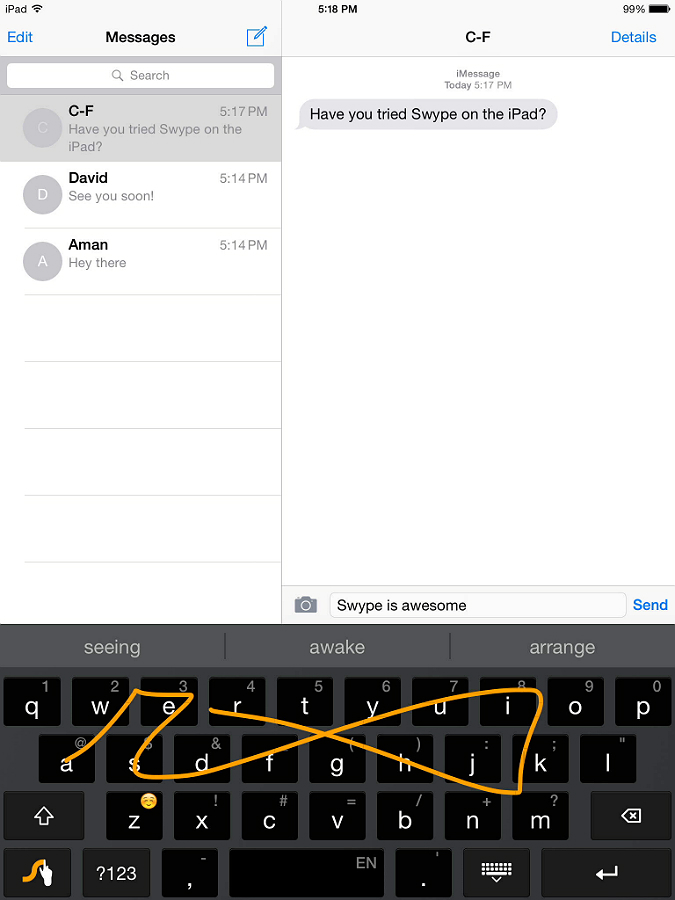 iPad 5:18 PM 99%
Edit Messages C-F Details
Search
iMessage
Today 5:17 PM
Have you tried Swype on the iPad?
C C-F 5:17 PM
Have you tried Swype on the
iPad?
D David 5:14 PM
See you soon!
A Aman 5:14 PM
Hey there
Swype is awesome Send
seeing awake arrange
1 2 3 4 5 6 7 8 9 0
q w e r t y u i o p
@ $ & ( ) : ; "
a s d f g h j k l
! # = / + ?
z x c v b n m
?123 - , EN ' .